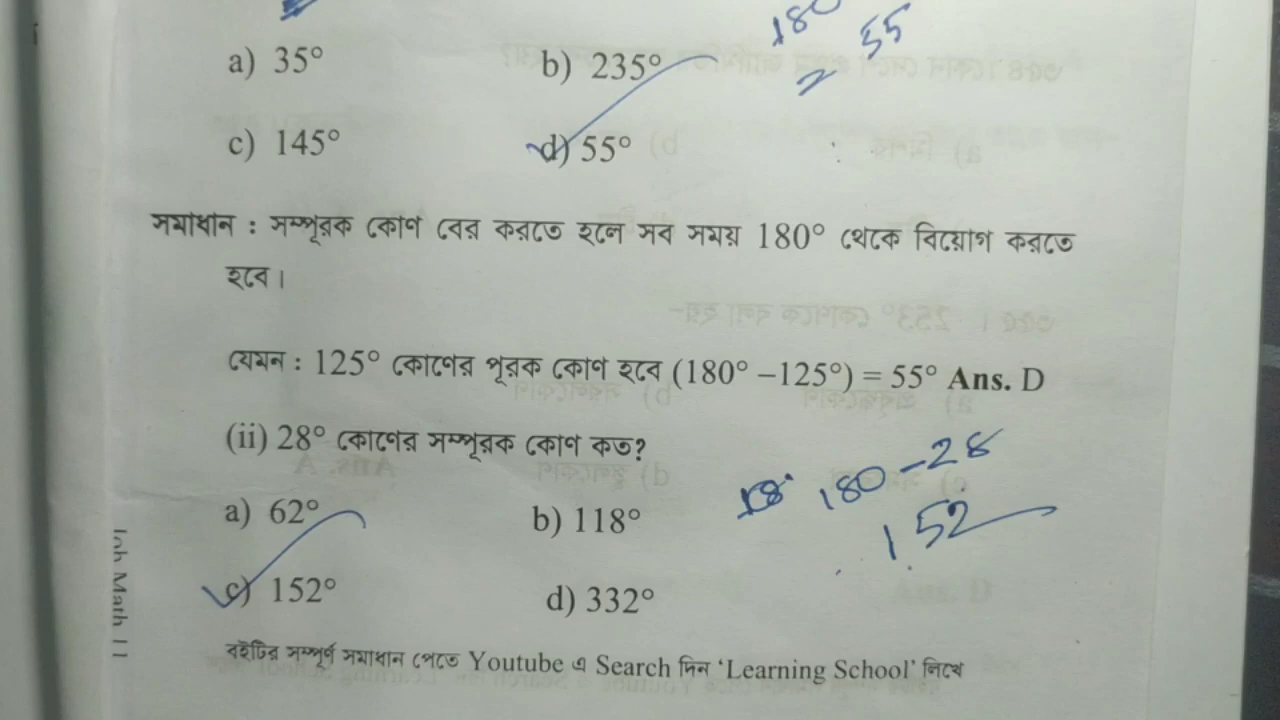 180
55
a) 35° b) 235°
c) 145° d) 55°
সমাধান : সম্পূরক কোণ বের করতে হলে সব সময় 180° থেকে বিয়োগ করতে
হবে।
যেমন : 125° কোণের পূরক কোণ হবে (180° –125°) = 55° Ans. D
(ii) 28° কোণের সম্পূরক কোণ কত?
180 –28
152
a) 62° b) 118°
c) 152° d) 332°
বইটির সম্পূর্ণ সমাধান পেতে Youtube এ Search দিন ‘Learning School’ লিখে
Job Math 11